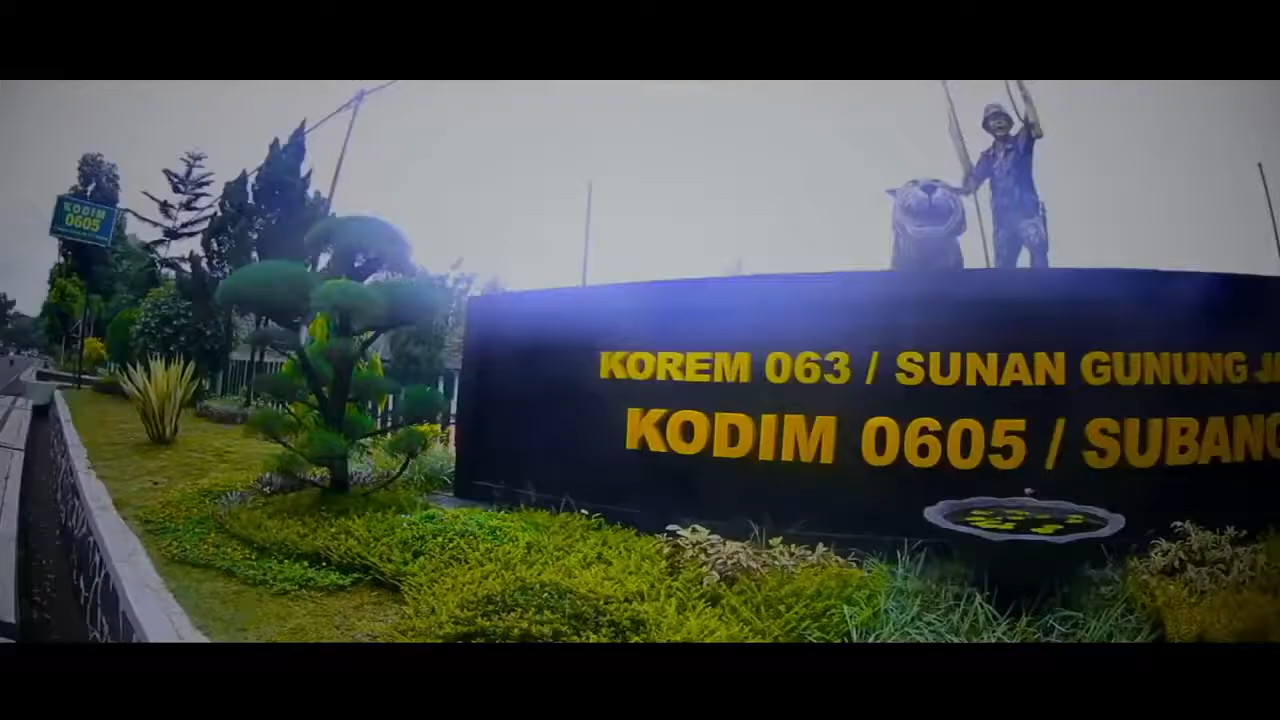 KODIM
0605
KOREM 063 / SUNAN GUNUNG
KODIM 0605 / SUBANG